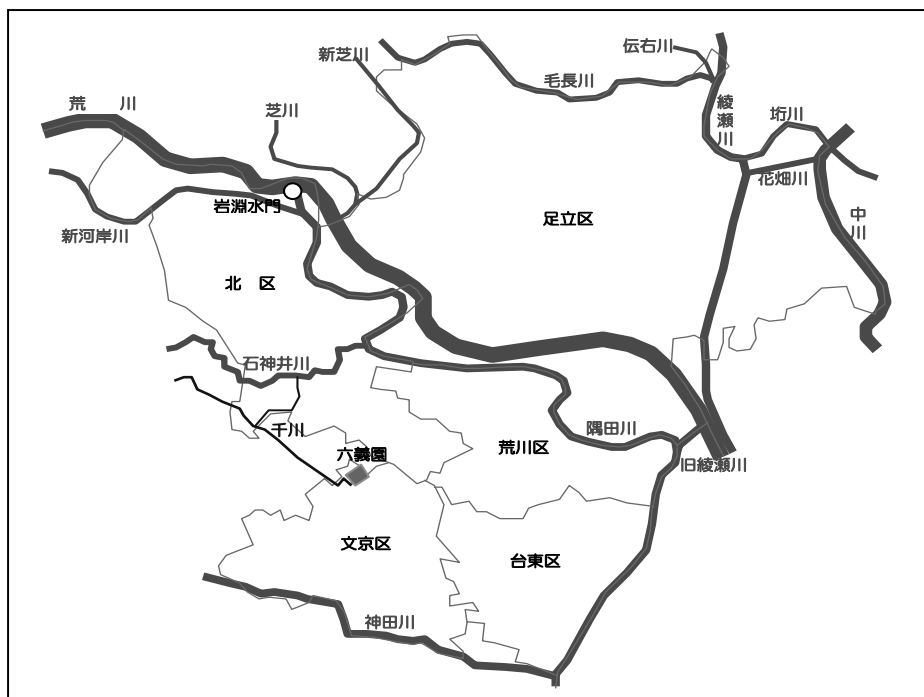 伝右川
新芝川
毛長川
荒　川
芝川
綾瀬川
垳川
花畑川
岩淵水門
足立区
中川
新河岸川
北　区
石神井川
千川
隅田川
荒川区
六義園
旧綾瀬川
文京区
台東区
神田川